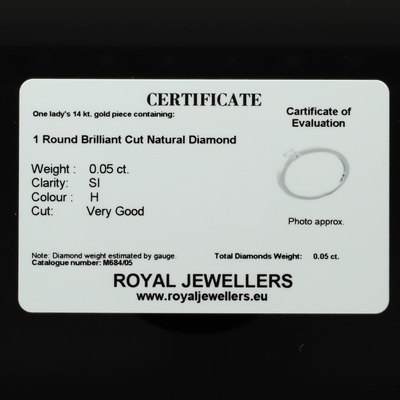 CERTIFICATE
One lady's 14 kt. gold piece containing:
Certificate of
Evaluation
1 Round Brilliant Cut Natural Diamond
Weight : 0.05 ct.
Clarity: SI
Colour : H
Cut: Very Good
Photo approx.
Note: Diamond weight estimated by gauge.
Total Diamonds Weight: 0.05 ct.
Catalogue number: M684/05
ROYAL JEWELLERS
www.royaljewellers.eu